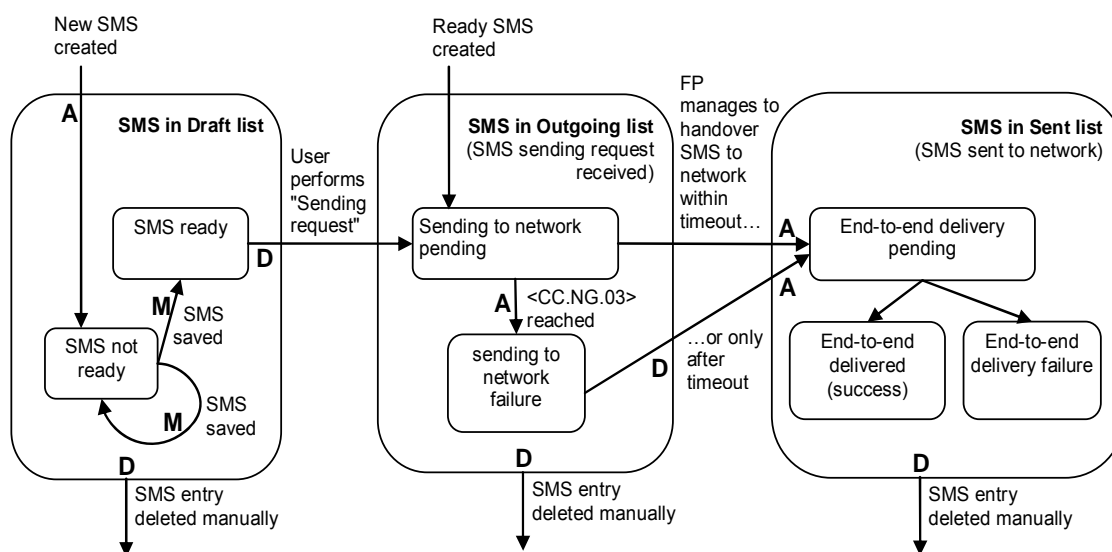 New SMS
created
A
SMS in Draft list
SMS ready
D
M
SMS
saved
SMS not
ready
M
SMS
saved
D
SMS entry
deleted manually
User
performs
"Sending
request"
Ready SMS
created
SMS in Outgoing list
(SMS sending request
received)
Sending to network
pending
A
<CC.NG.03>
reached
sending to
network
failure
D
D
SMS entry
deleted manually
FP
manages to
handover
SMS to
network
within
timeout…
…or only
after
timeout
SMS in Sent list
(SMS sent to network)
A
A
End-to-end delivery
pending
End-to-end
delivered
(success)
End-to-end
delivery failure
D
SMS entry
deleted manually